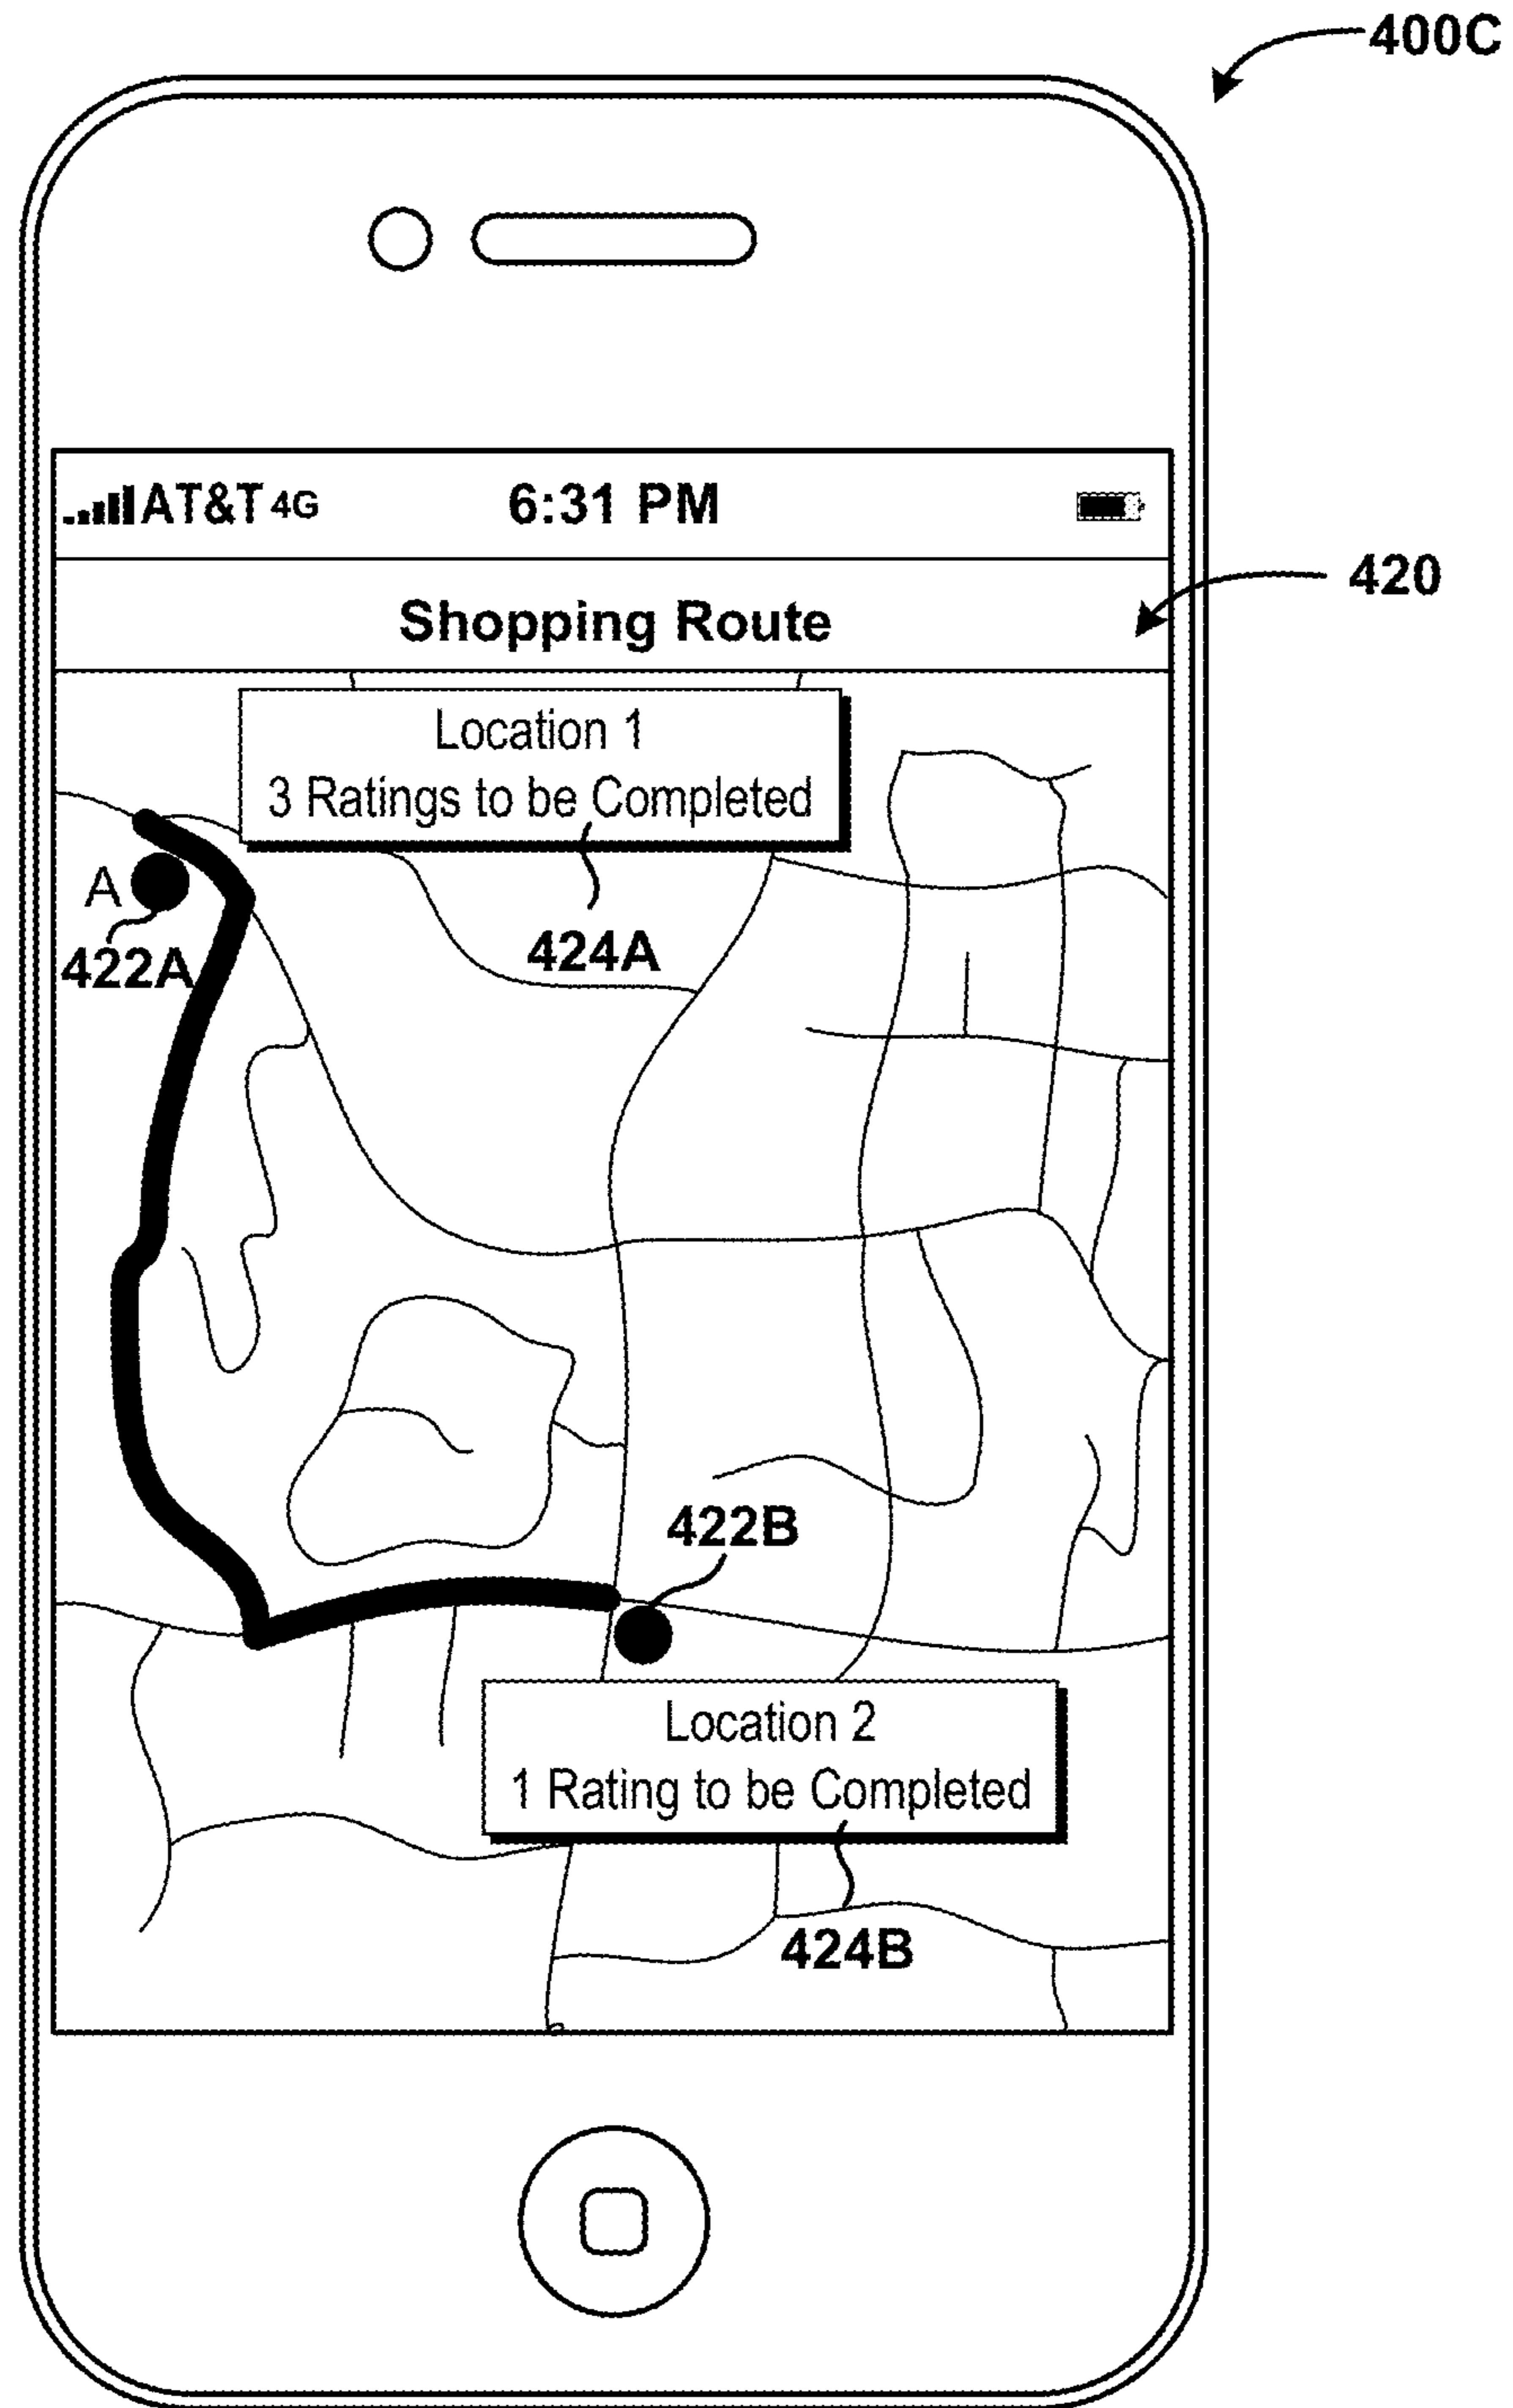 400C
AT&T 4G 6:31 PM
420
Shopping Route
Location 1
3 Ratings to be Completed
A
422A
424A
422B
Location 2
1 Rating to be Completed
424B